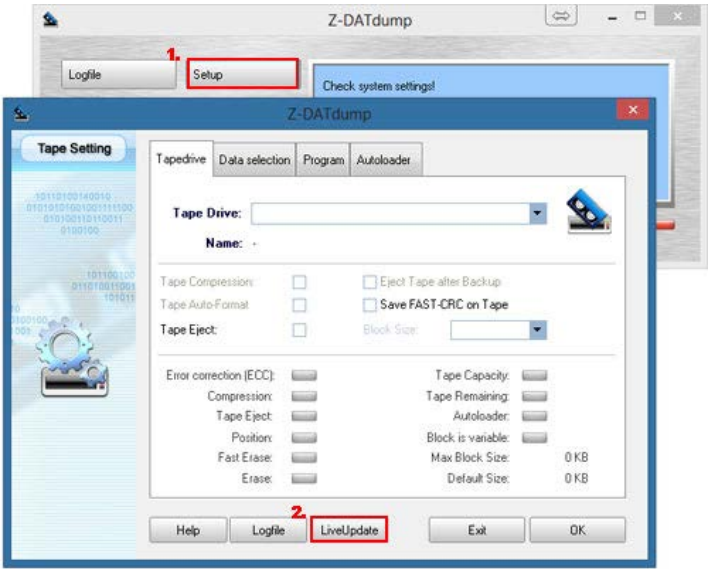 Z-DATdump
1.
Logfile
Setup
Check system settings!
Z-DATdump
Tape Setting
Tapedrive
Data selection
Program
Autoloader
Tape Drive:
Name: -
Tape Compression:
Eject Tape after Backup
Tape Auto-Format
Save FAST-CRC on Tape
Tape Eject:
Block Size:
Error correction (ECC):
Tape Capacity:
Compression:
Tape Remaining:
Tape Eject:
Autoloader:
Position:
Block is variable:
Fast Erase:
Max Block Size: 0 KB
Erase:
Default Size: 0 KB
2.
Help
Logfile
LiveUpdate
Exit
OK